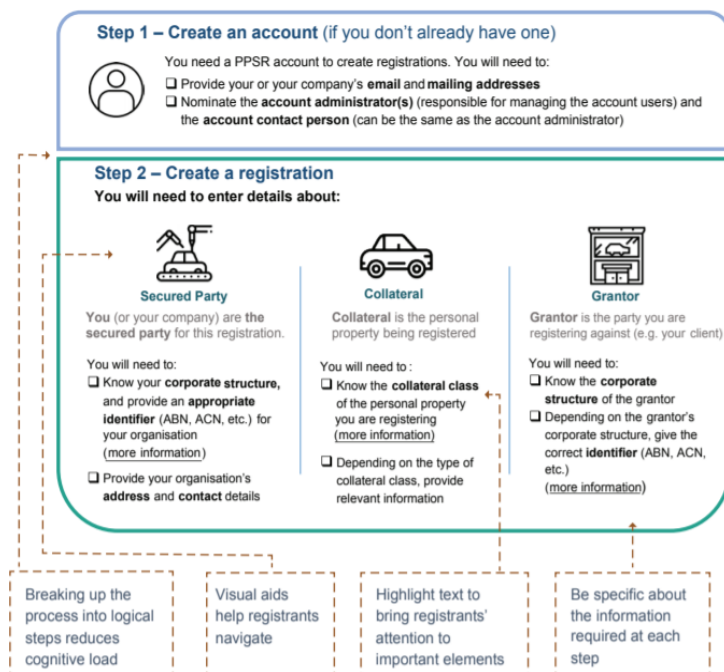 Step 1 – Create an account (if you don't already have one)
You need a PPSR account to create registrations. You will need to:
❑ Provide your or your company's email and mailing addresses
❑ Nominate the account administrator(s) (responsible for managing the account users) and
the account contact person (can be the same as the account administrator)
Step 2 – Create a registration
You will need to enter details about:
Secured Party
You (or your company) are the
secured party for this registration.
You will need to:
❑ Know your corporate structure,
and provide an appropriate
identifier (ABN, ACN, etc.) for
your organisation
(more information)
❑ Provide your organisation's
address and contact details
Collateral
Collateral is the personal
property being registered
You will need to :
❑ Know the collateral class
of the personal property
you are registering
(more information)
❑ Depending on the type of
collateral class, provide
relevant information
Grantor
Grantor is the party you are
registering against (e.g. your client)
You will need to:
❑ Know the corporate
structure of the grantor
❑ Depending on the grantor's
corporate structure, give the
correct identifier (ABN, ACN,
etc.)
(more information)
Breaking up the
process into logical
steps reduces
cognitive load
Visual aids
help registrants
navigate
Highlight text to
bring registrants'
attention to
important elements
Be specific about
the information
required at each
step